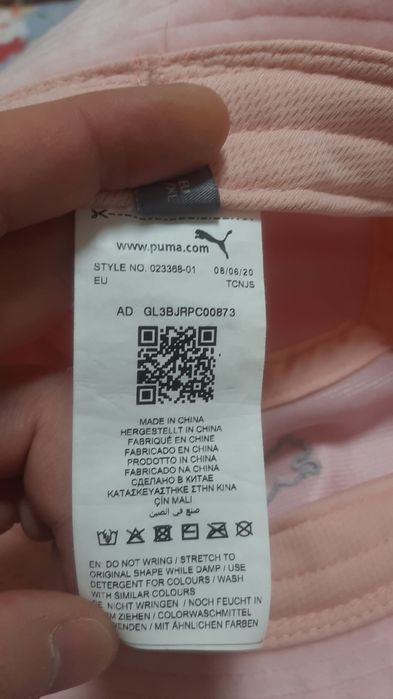 www.puma.com
STYLE NO. 023368-01 08/06/20
EU TCNJS
AD GL3BJRPC00873
MADE IN CHINA
HERGESTELLT IN CHINA
FABRIQUÉ EN CHINE
FABRICADO EN CHINA
PRODOTTO IN CHINA
FABRICADO NA CHINA
СДЕЛАНО В КИТАЕ
ΚΑΤΑΣΚΕΥΑΣΤΗΚΕ ΣΤΗΝ ΚΙΝΑ
ÇİN MALI
صنع في الصين
EN: DO NOT WRING / STRETCH TO
ORIGINAL SHAPE WHILE DAMP / USE
DETERGENT FOR COLOURS / WASH
WITH SIMILAR COLOURS
NICHT WRINGEN / NOCH FEUCHT IN
ZIEHEN / COLORWASCHMITTEL
/ MIT ÄHNLICHEN FARBEN